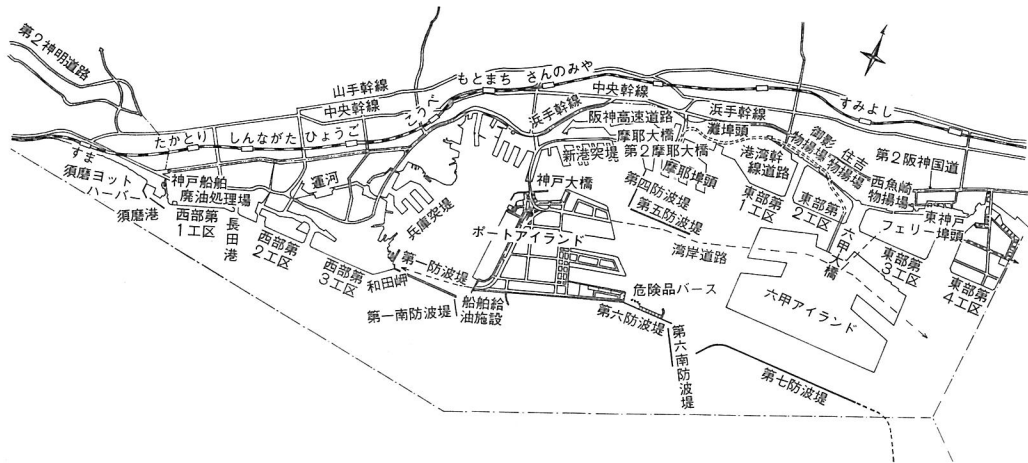 第2神明道路
山手幹線
中央幹線
もとまち
さんのみや
中央幹線
浜手幹線
すみよし
こうべ
浜手幹線
阪神高速道路
摩耶大橋
灘埠頭
御影
物揚場
住吉
物揚場
第2阪神国道
たかとり
しんながた
ひょうご
新港突堤
第2摩耶大橋
摩耶埠頭
港湾幹
線道路
西魚崎
物揚場
すま
須磨ヨット
ハーバー
須磨港
神戸船舶
廃油処理場
運河
兵庫突堤
神戸大橋
第四防波堤
第五防波堤
東部第
1工区
東部第
2工区
六甲大橋
東神戸
フェリー埠頭
西部第
1工区
長田港
西部第
2工区
西部第
3工区
和田岬
第一防波堤
ポートアイランド
湾岸道路
東部第
3工区
東部第
4工区
第一南防波堤
船舶給
油施設
危険品バース
第六防波堤
六甲アイランド
第六南防波堤
第七防波堤